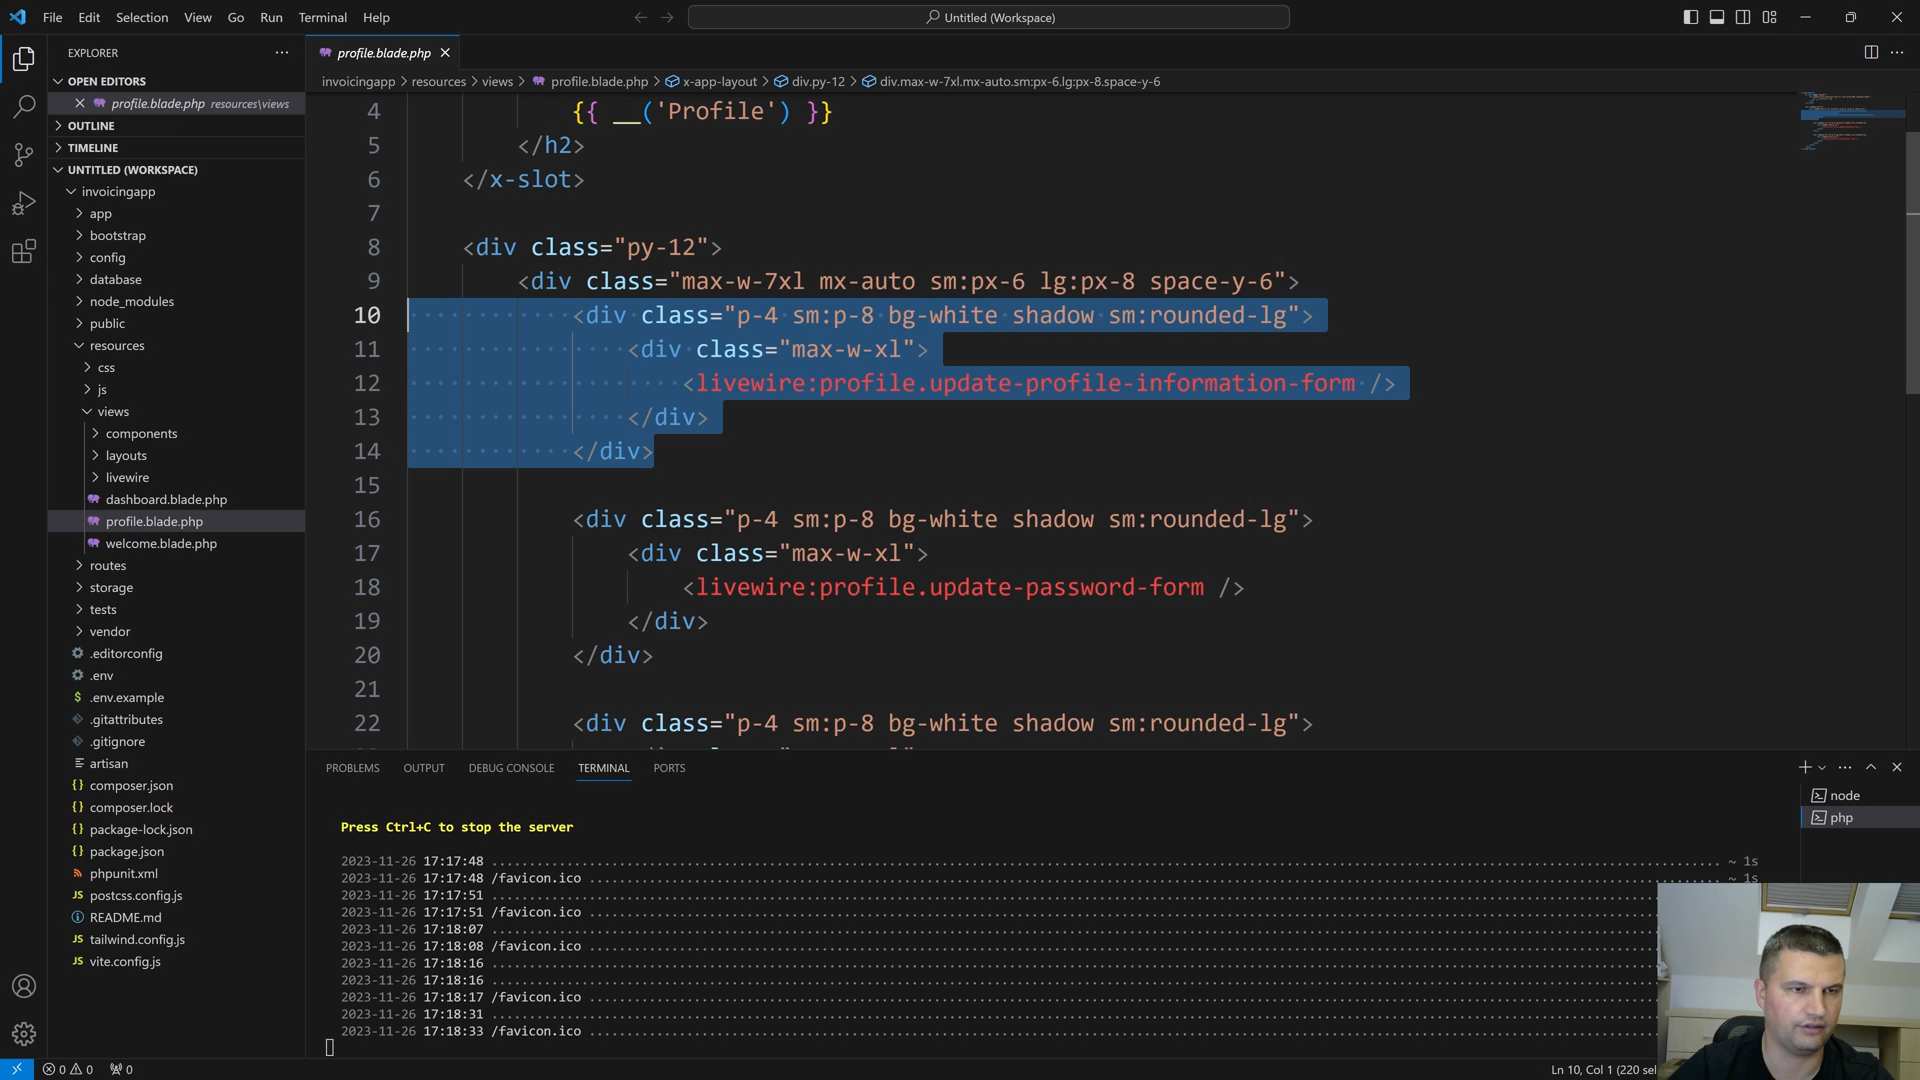 File Edit Selection View Go Run Terminal Help
Untitled (Workspace)
EXPLORER
OPEN EDITORS
profile.blade.php resources\views
OUTLINE
TIMELINE
UNTITLED (WORKSPACE)
invoicingapp
app
bootstrap
config
database
node_modules
public
resources
css
js
views
components
layouts
livewire
dashboard.blade.php
profile.blade.php
welcome.blade.php
routes
storage
tests
vendor
.editorconfig
.env
.env.example
.gitattributes
.gitignore
artisan
composer.json
composer.lock
package-lock.json
package.json
phpunit.xml
postcss.config.js
README.md
tailwind.config.js
vite.config.js
profile.blade.php
invoicingapp > resources > views > profile.blade.php > x-app-layout > div.py-12 > div.max-w-7xl.mx-auto.sm:px-6.lg:px-8.space-y-6
4 {{ __('Profile') }}
5 </h2>
6 </x-slot>
7
8 <div class="py-12">
9 <div class="max-w-7xl mx-auto sm:px-6 lg:px-8 space-y-6">
10 <div class="p-4 sm:p-8 bg-white shadow sm:rounded-lg">
11 <div class="max-w-xl">
12 <livewire:profile.update-profile-information-form />
13 </div>
14 </div>
15
16 <div class="p-4 sm:p-8 bg-white shadow sm:rounded-lg">
17 <div class="max-w-xl">
18 <livewire:profile.update-password-form />
19 </div>
20 </div>
21
22 <div class="p-4 sm:p-8 bg-white shadow sm:rounded-lg">
PROBLEMS OUTPUT DEBUG CONSOLE TERMINAL PORTS
node
php
Press Ctrl+C to stop the server
2023-11-26 17:17:48 ~ 1s
2023-11-26 17:17:48 /favicon.ico ~ 1s
2023-11-26 17:17:51
2023-11-26 17:17:51 /favicon.ico
2023-11-26 17:18:07
2023-11-26 17:18:08 /favicon.ico
2023-11-26 17:18:16
2023-11-26 17:18:16
2023-11-26 17:18:17 /favicon.ico
2023-11-26 17:18:31
2023-11-26 17:18:33 /favicon.ico
0 0 0
Ln 10, Col 1 (220 sel